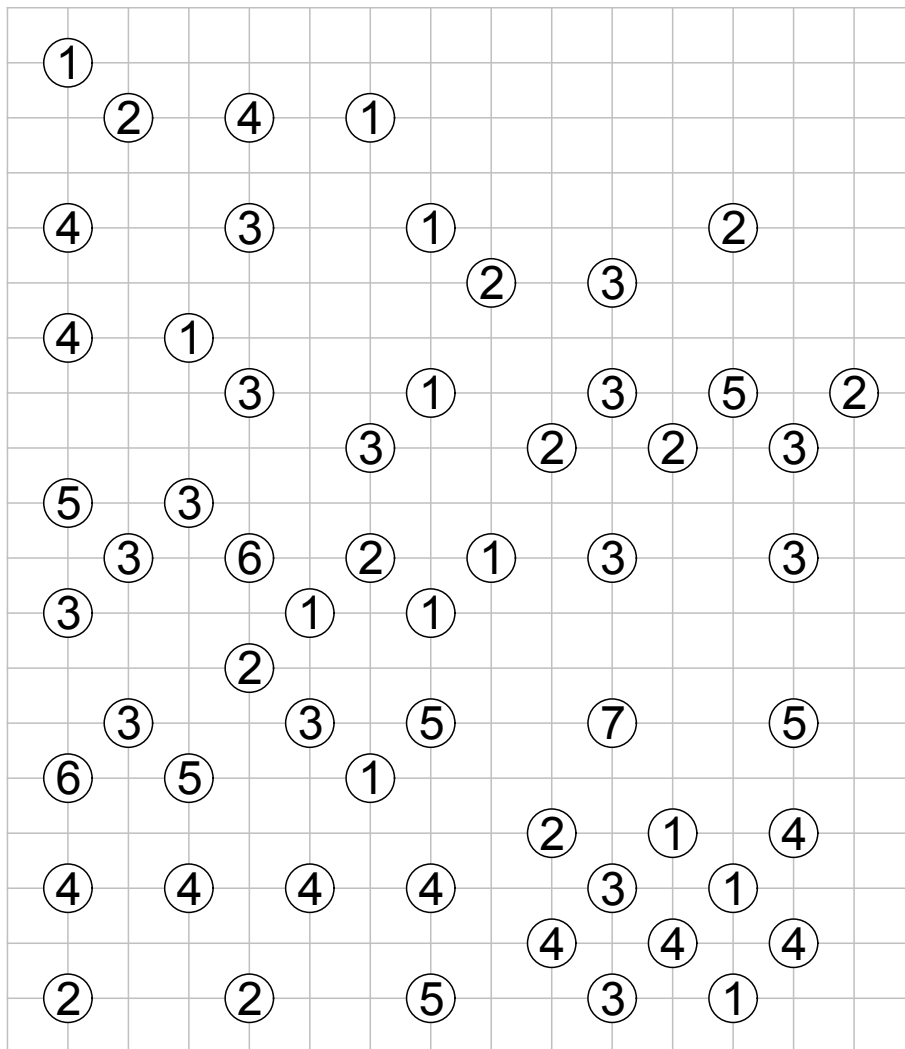 1
2 4 1
4 3 1 2
2 3
4 1
3 1 3 5 2
3 2 2 3
5 3
3 6 2 1 3 3
3 1 1
2
3 3 5 7 5
6 5 1
2 1 4
4 4 4 4 3 1
4 4 4
2 2 5 3 1